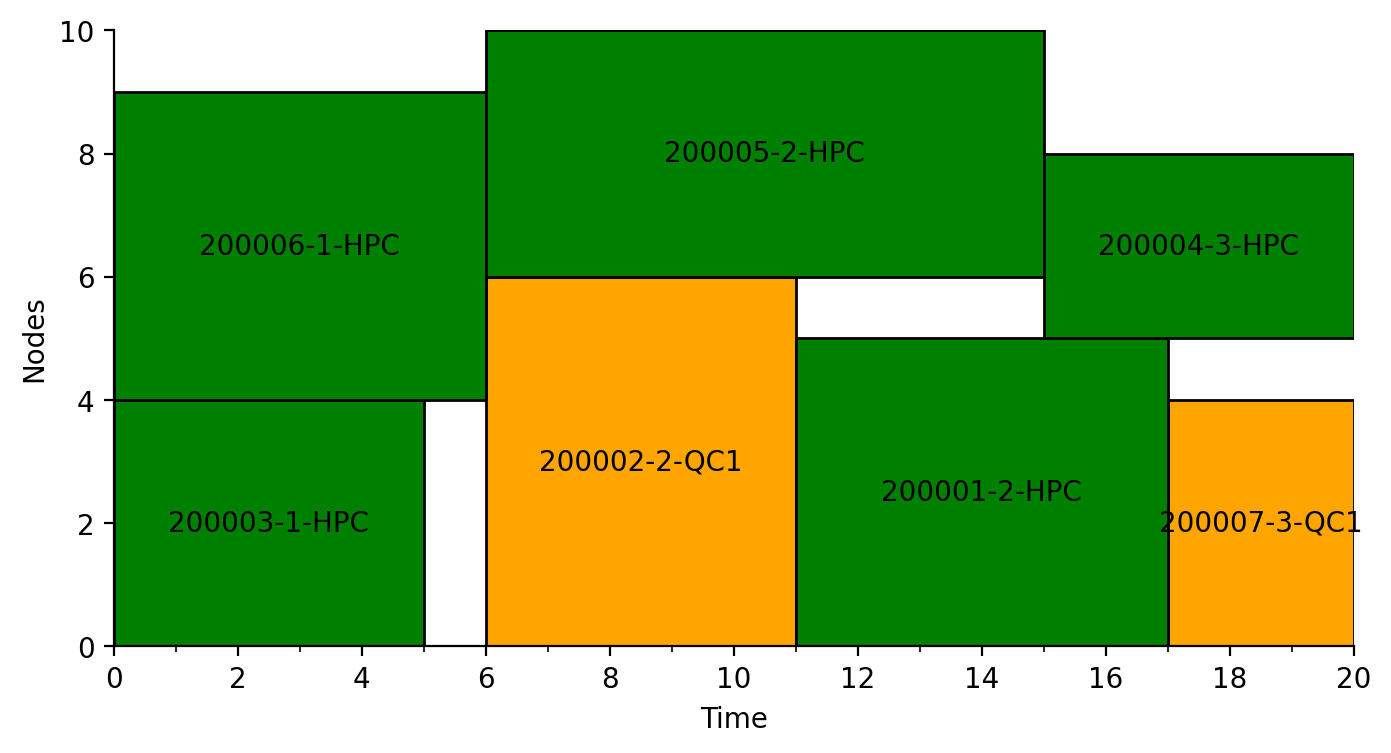 10
200005-2-HPC
8
200006-1-HPC
200004-3-HPC
6
Nodes
4
200002-2-QC1
200001-2-HPC
2
200003-1-HPC
200007-3-QC1
0
0 2 4 6 8 10 12 14 16 18 20
Time